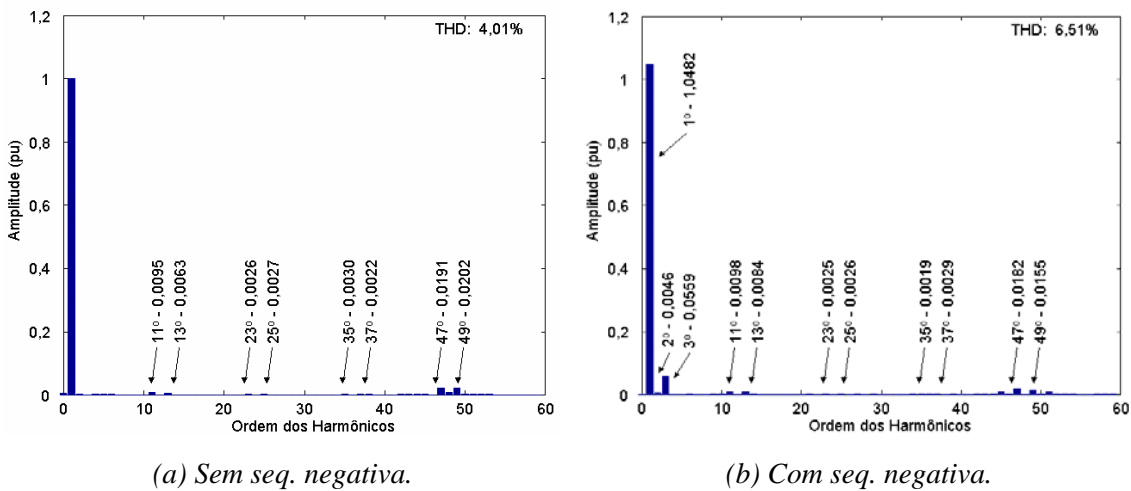 THD: 4,01%
1,2
1
0,8
0,6
0,4
0,2
0
Amplitude (pu)
11º - 0,0095
13º - 0,0063
23º - 0,0026
25º - 0,0027
35º - 0,0030
37º - 0,0022
47º - 0,0191
49º - 0,0202
0 10 20 30 40 50 60
Ordem dos Harmônicos
(a) Sem seq. negativa.
THD: 6,51%
1,2
1
0,8
0,6
0,4
0,2
0
Amplitude (pu)
1º - 1,0482
2º - 0,0046
3º - 0,0559
11º - 0,0098
13º - 0,0084
23º - 0,0025
25º - 0,0026
35º - 0,0019
37º - 0,0029
47º - 0,0182
49º - 0,0155
0 10 20 30 40 50 60
Ordem dos Harmônicos
(b) Com seq. negativa.